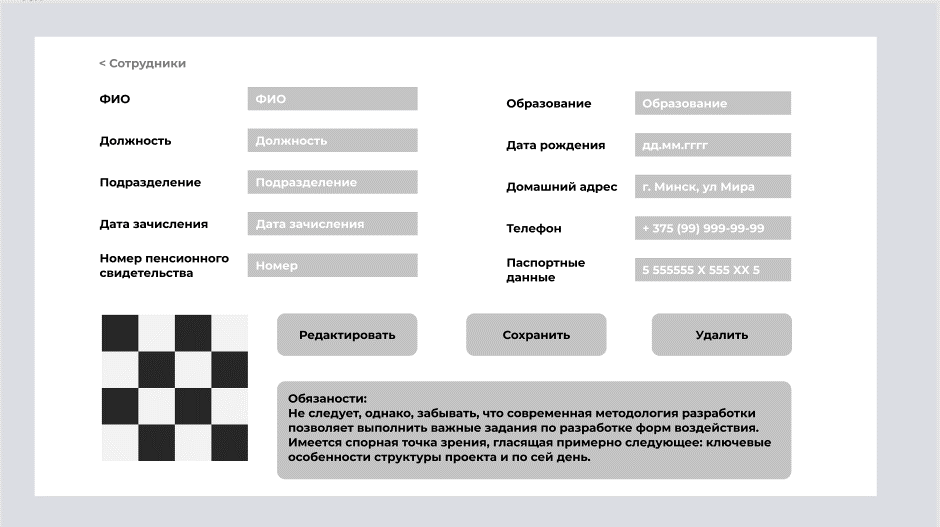 < Сотрудники
ФИО
ФИО
Должность
Должность
Подразделение
Подразделение
Дата зачисления
Дата зачисления
Номер пенсионного
свидетельства
Номер
Образование
Образование
Дата рождения
дд.мм.гггг
Домашний адрес
г. Минск, ул Мира
Телефон
+ 375 (99) 999-99-99
Паспортные
данные
5 555555 X 555 XX 5
Редактировать
Сохранить
Удалить
Обязаности:
Не следует, однако, забывать, что современная методология разработки
позволяет выполнить важные задания по разработке форм воздействия.
Имеется спорная точка зрения, гласящая примерно следующее: ключевые
особенности структуры проекта и по сей день.